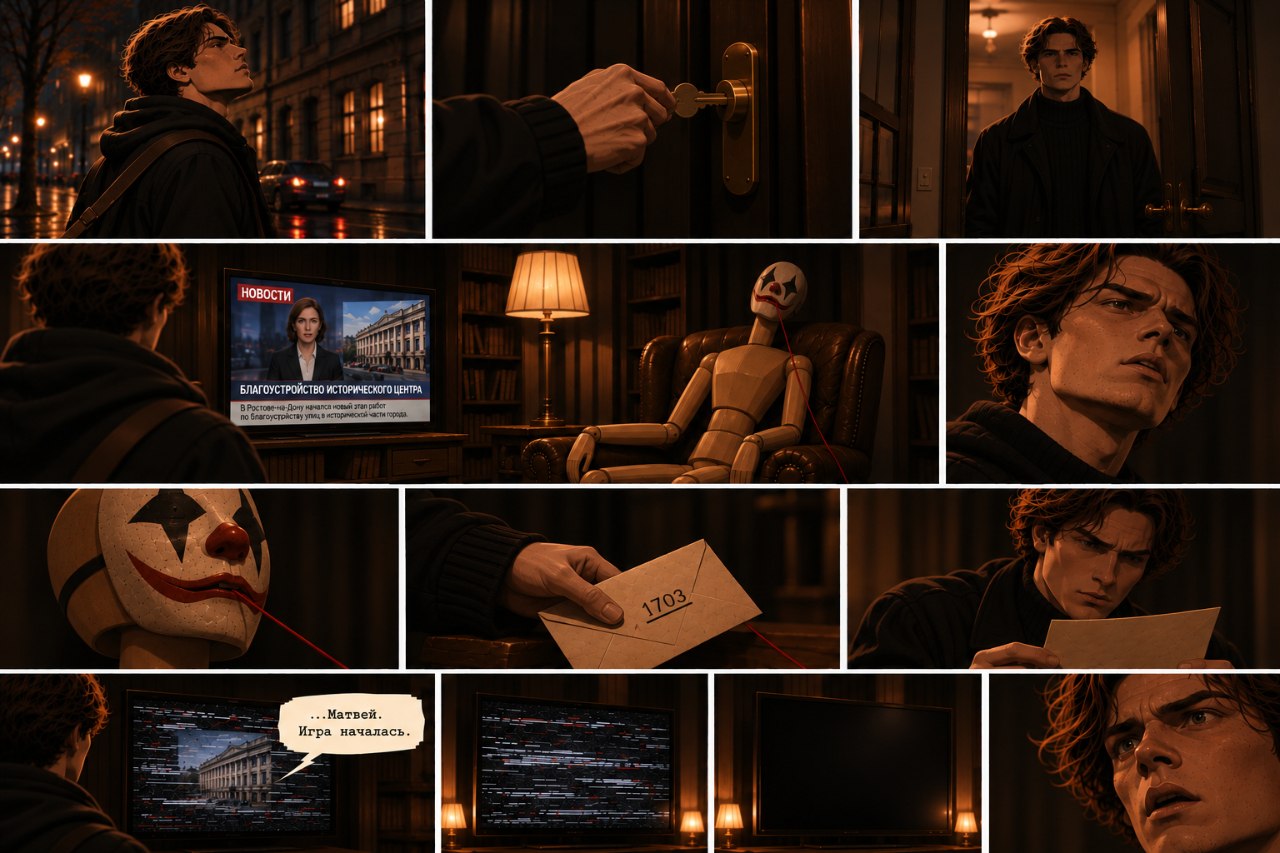 НОВОСТИ
БЛАГОУСТРОЙСТВО ИСТОРИЧЕСКОГО ЦЕНТРА
В Ростове-на-Дону начался новый этап работ
по благоустройству улиц в исторической части города.
1703
...Матвей.
Игра началась.